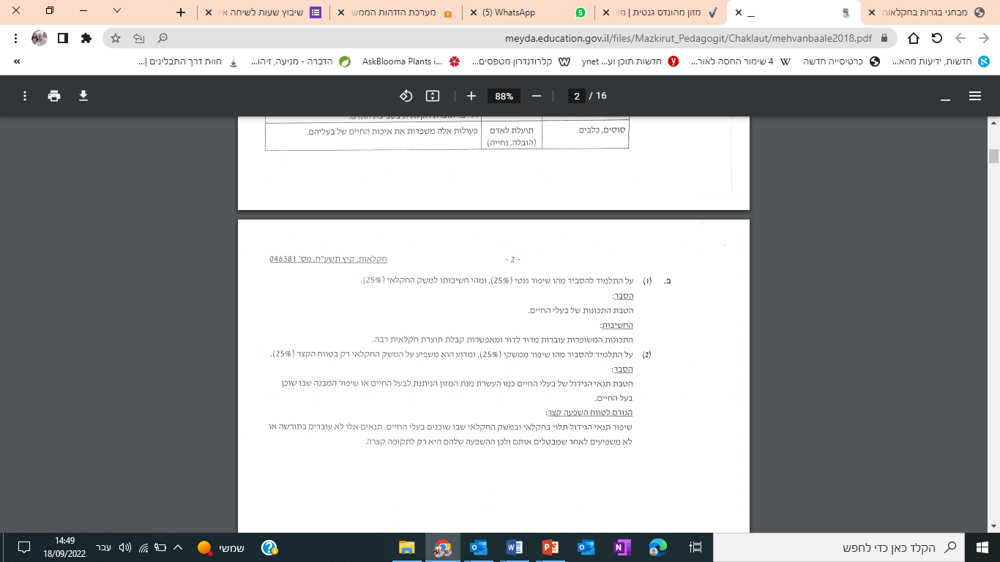 מבחני בגרות בחקלאות
מזון מהונדס גנטית | מע
(5) WhatsApp
מערכת הזדהות הממש
שיבוץ שעות לשיחה אי
meyda.education.gov.il/files/Mazkirut_Pedagogit/Chaklaut/mehvanbaale2018.pdf
חדשות, ידיעות מהא...
כרטיסייה חדשה
4 שימור החסה לאור...
חדשות תוכן וע... ynet
קלרודנדרון מטפסים...
AskBlooma Plants i...
הדברה - מניעה, זיהו...
חוות דרך התבלינים |...
88%
2 / 16
סוסים, כלבים
תועלת לאדם
(הובלה, נחייה)
פעולות אלה משפרות את איכות החיים של בעליהם.
- 2 -
חקלאות, קיץ תשע"ח, מס' 046381
ב. (1) על התלמיד להסביר מהו שיפור גנטי (25%), ומהי חשיבותו למשק החקלאי (25%).
הסבר:
הטבת התכונות של בעלי החיים.
החשיבות:
התכונות המשופרות עוברות מדור לדור ומאפשרות קבלת תוצרת חקלאית רבה.
(2) על התלמיד להסביר מהו שיפור ממשקי (25%), ומדוע הוא משפיע על המשק החקלאי רק בטווח הקצר (25%).
הסבר:
הטבת תנאי הגידול של בעלי החיים כמו העשרת מנת המזון הניתנת לבעל החיים או שיפור המבנה שבו שוכן
בעל החיים.
הגורם לטווח השפעה קצר:
שיפור תנאי הגידול תלוי בחקלאי ובמשק החקלאי שבו שוכנים בעלי החיים. תנאים אלו לא עוברים בתורשה או
לא משפיעים לאחר שמבטלים אותם ולכן ההשפעה שלהם היא רק לתקופה קצרה.
הקלד כאן כדי לחפש
שמשי
עבר
14:49
18/09/2022